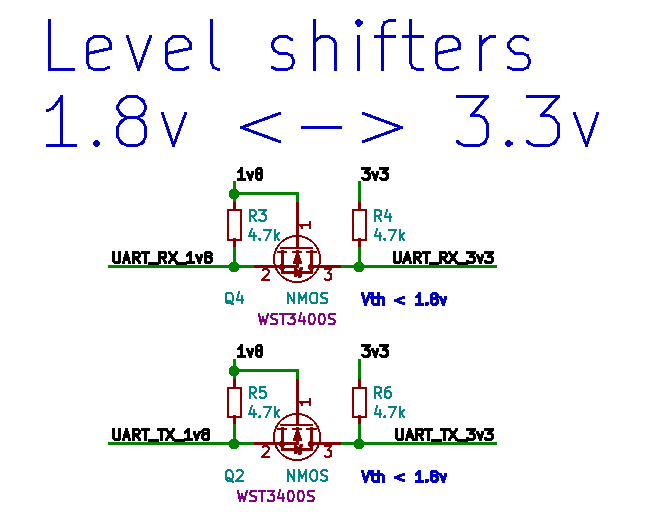 Level shifters
1.8v <-> 3.3v
1v8 3v3
R3 R4
4.7k 4.7k
1
UART_RX_1v8 UART_RX_3v3
2 3
Q4 NMOS Vth < 1.8v
WST3400S
1v8 3v3
R5 R6
4.7k 4.7k
1
UART_TX_1v8 UART_TX_3v3
2 3
Q2 NMOS Vth < 1.8v
WST3400S